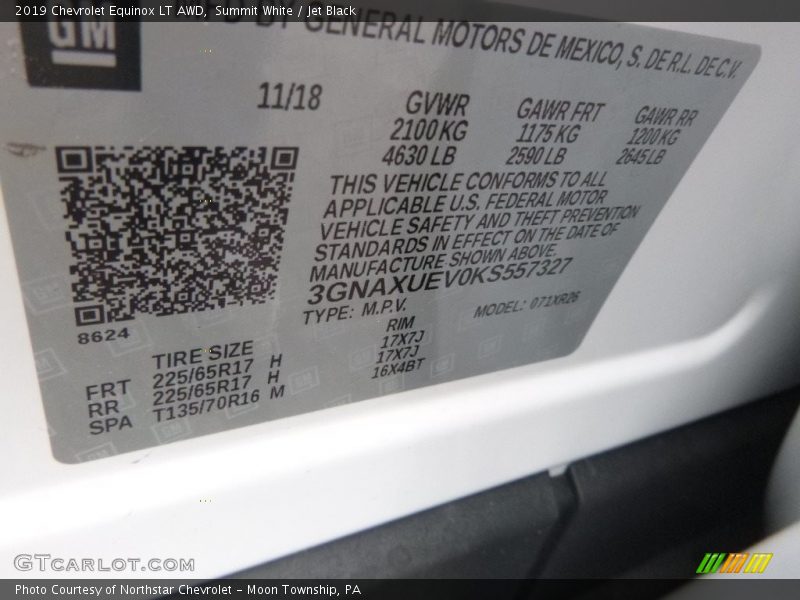 2019 Chevrolet Equinox LT AWD, Summit White / Jet Black
GM
BY GENERAL MOTORS DE MEXICO, S. DE R.L. DE C.V.
11/18
GVWR GAWR FRT GAWR RR
2100 KG 1175 KG 1200 KG
4630 LB 2590 LB 2645 LB
THIS VEHICLE CONFORMS TO ALL
APPLICABLE U.S. FEDERAL MOTOR
VEHICLE SAFETY AND THEFT PREVENTION
STANDARDS IN EFFECT ON THE DATE OF
MANUFACTURE SHOWN ABOVE.
3GNAXUEV0KS557327
TYPE: M.P.V. MODEL: 071XR26
8624
TIRE SIZE RIM
FRT 225/65R17 H 17X7J
RR 225/65R17 H 17X7J
SPA T135/70R16 M 16X4BT
GTcarlot.com
Photo Courtesy of Northstar Chevrolet - Moon Township, PA